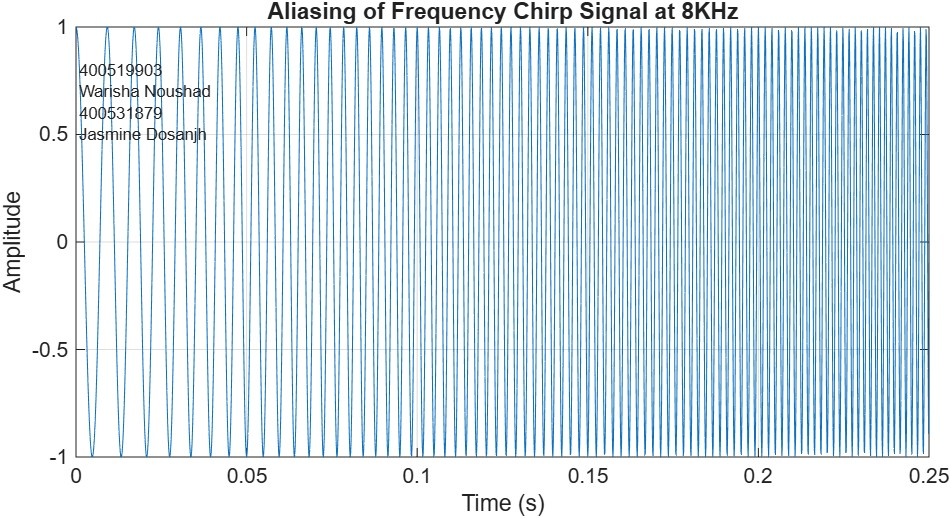 Aliasing of Frequency Chirp Signal at 8KHz
1
400519903
Warisha Noushad
400531879
0.5
Jasmine Dosanjh
Amplitude
0
-0.5
-1
0 0.05 0.1 0.15 0.2 0.25
Time (s)